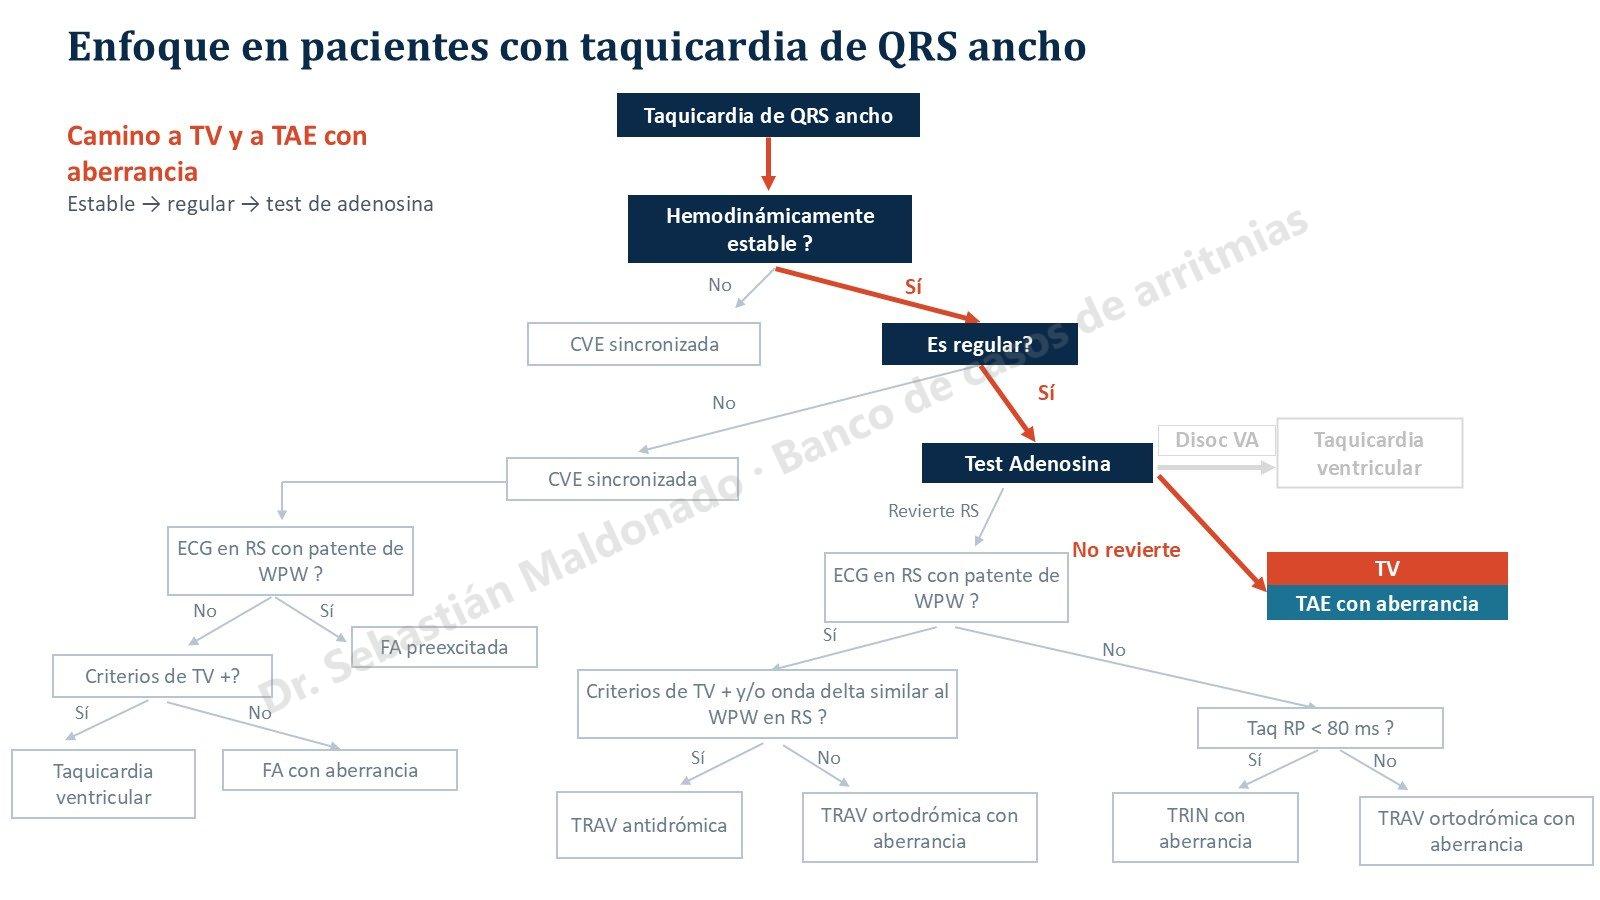 Enfoque en pacientes con taquicardia de QRS ancho
Camino a TV y a TAE con
aberrancia
Estable → regular → test de adenosina
Taquicardia de QRS ancho
Hemodinámicamente
estable ?
No
Sí
CVE sincronizada
Es regular?
No
Sí
CVE sincronizada
Test Adenosina
Disoc VA
Taquicardia
ventricular
Revierte RS
No revierte
TV
TAE con aberrancia
ECG en RS con patente de
WPW ?
No
Sí
FA preexcitada
Criterios de TV +?
Sí
No
Taquicardia
ventricular
FA con aberrancia
ECG en RS con patente de
WPW ?
Sí
No
Criterios de TV + y/o onda delta similar al
WPW en RS ?
Sí
No
TRAV antidrómica
TRAV ortodrómica con
aberrancia
Taq RP < 80 ms ?
Sí
No
TRIN con
aberrancia
TRAV ortodrómica con
aberrancia
Dr. Sebastián Maldonado · Banco de casos de arritmias